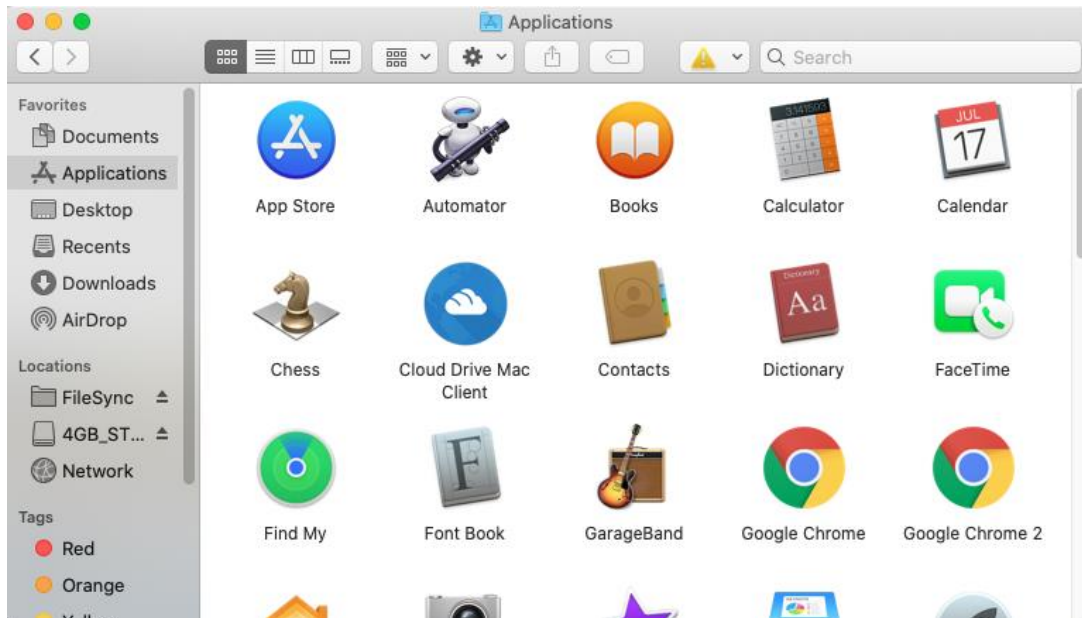 Applications
Search
Favorites
Documents
Applications
Desktop
Recents
Downloads
AirDrop
Locations
FileSync
4GB_ST...
Network
Tags
Red
Orange
App Store
Automator
Books
Calculator
Calendar
JUL
17
Chess
Cloud Drive Mac
Client
Contacts
Dictionary
Dictionary
Aa
FaceTime
Find My
F
Font Book
GarageBand
Google Chrome
Google Chrome 2